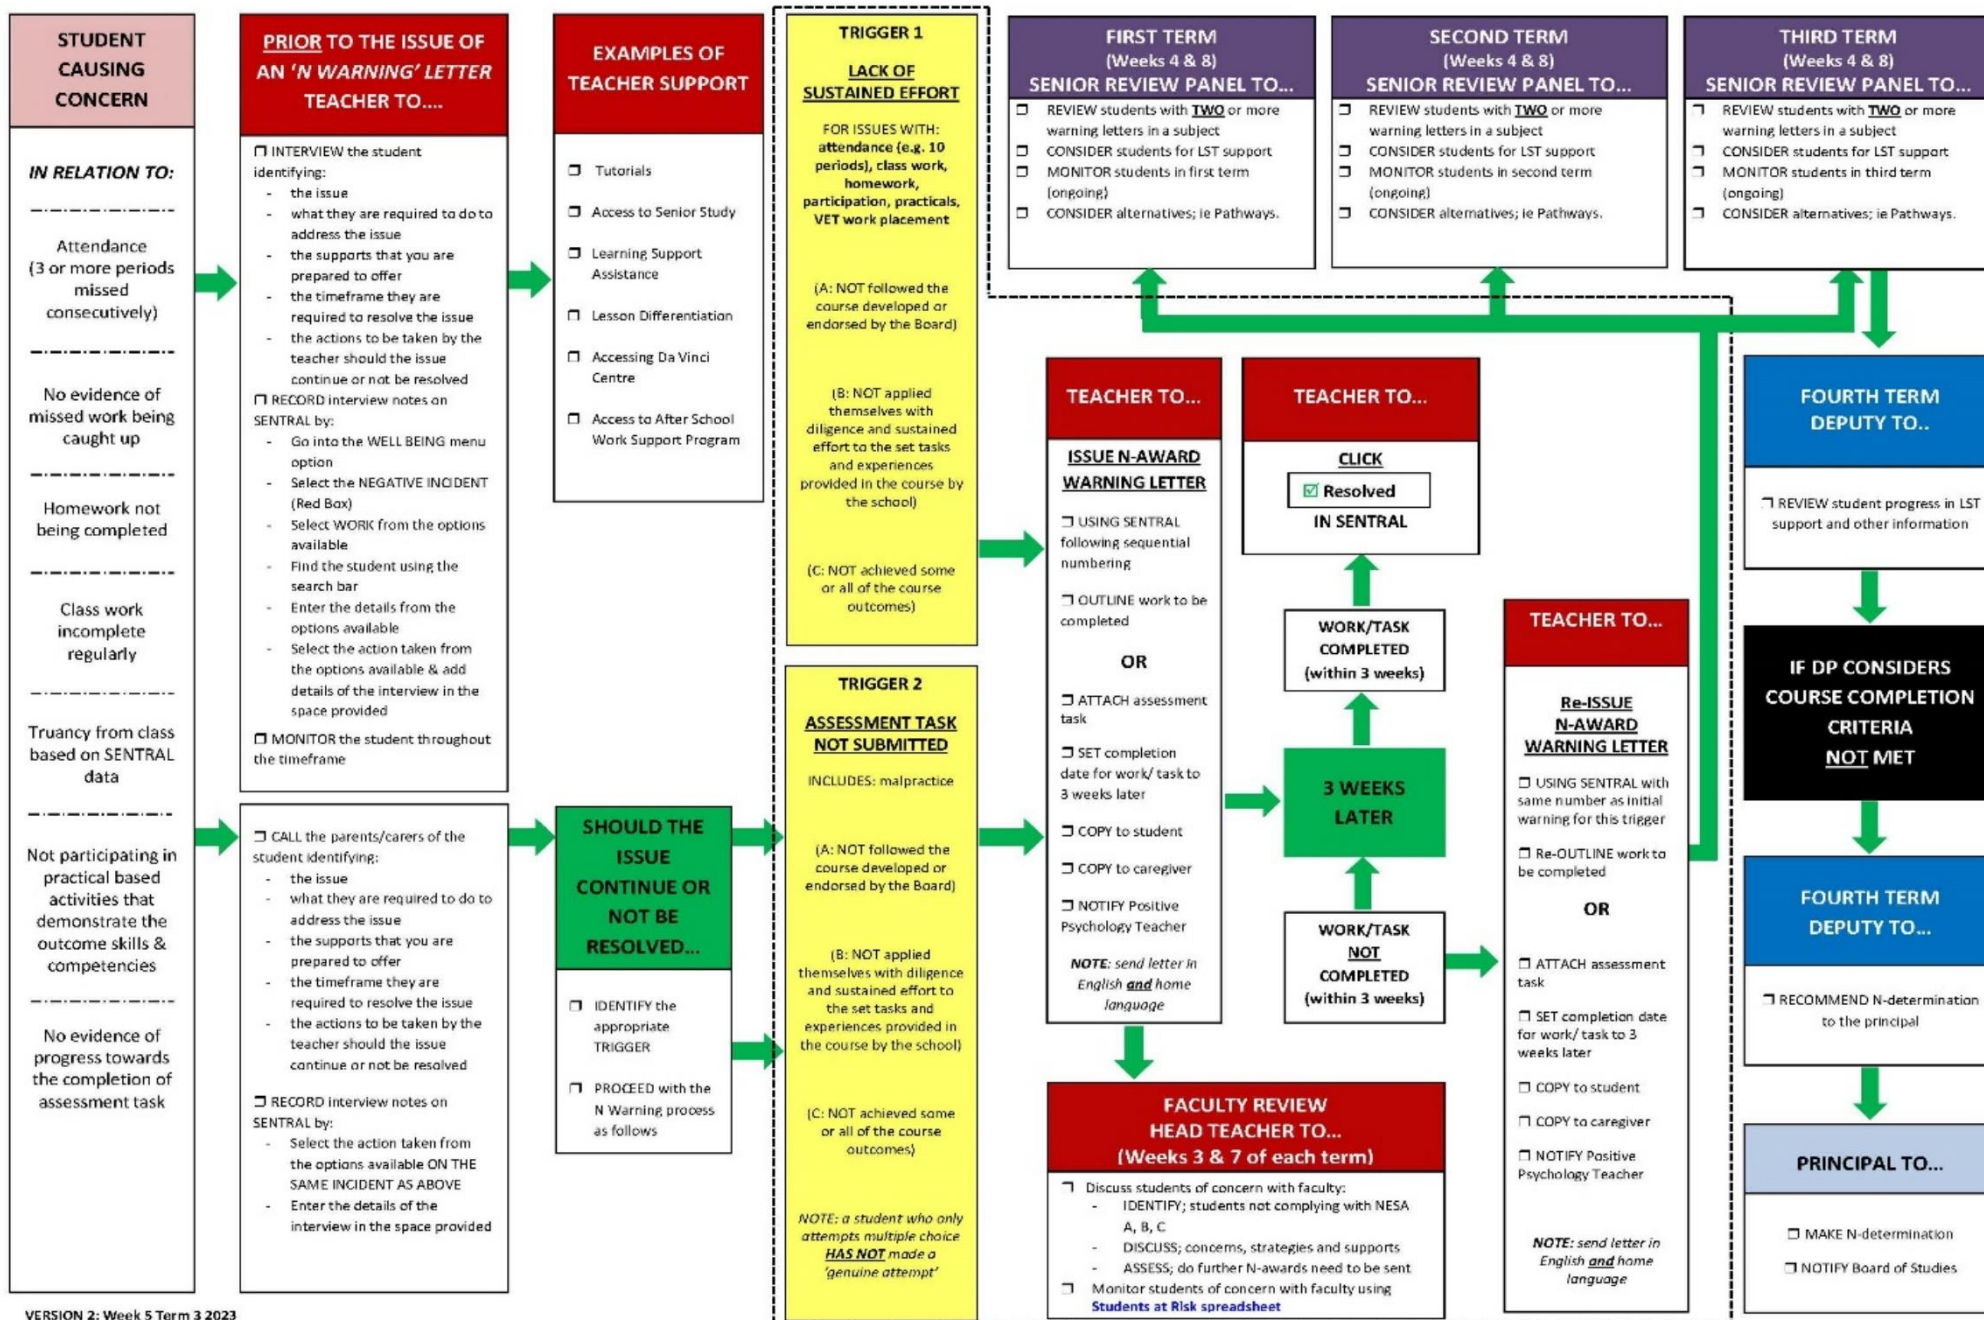 STUDENT
CAUSING
CONCERN
IN RELATION TO:
Attendance
(3 or more periods
missed
consecutively)
No evidence of
missed work being
caught up
Homework not
being completed
Class work
incomplete
regularly
Truancy from class
based on SENTRAL
data
Not participating in
practical based
activities that
demonstrate the
outcome skills &
competencies
No evidence of
progress towards
the completion of
assessment task
PRIOR TO THE ISSUE OF
AN ‘N WARNING’ LETTER
TEACHER TO....
❒ INTERVIEW the student
identifying:
- the issue
- what they are required to do to
address the issue
- the supports that you are
prepared to offer
- the timeframe they are
required to resolve the issue
- the actions to be taken by the
teacher should the issue
continue or not be resolved
❒ RECORD interview notes on
SENTRAL by:
- Go into the WELL BEING menu
option
- Select the NEGATIVE INCIDENT
(Red Box)
- Select WORK from the options
available
- Find the student using the
search bar
- Enter the details from the
options available
- Select the action taken from
the options available & add
details of the interview in the
space provided
❒ MONITOR the student throughout
the timeframe
❒ CALL the parents/carers of the
student identifying:
- the issue
- what they are required to do to
address the issue
- the supports that you are
prepared to offer
- the timeframe they are
required to resolve the issue
- the actions to be taken by the
teacher should the issue
continue or not be resolved
❒ RECORD interview notes on
SENTRAL by:
- Select the action taken from
the options available ON THE
SAME INCIDENT AS ABOVE
- Enter the details of the
interview in the space provided
EXAMPLES OF
TEACHER SUPPORT
❒ Tutorials
❒ Access to Senior Study
❒ Learning Support
Assistance
❒ Lesson Differentiation
❒ Accessing Da Vinci
Centre
❒ Access to After School
Work Support Program
SHOULD THE
ISSUE
CONTINUE OR
NOT BE
RESOLVED...
❒ IDENTIFY the
appropriate
TRIGGER
❒ PROCEED with the
N Warning process
as follows
TRIGGER 1
LACK OF
SUSTAINED EFFORT
FOR ISSUES WITH:
attendance (e.g. 10
periods), class work,
homework,
participation, practicals,
VET work placement
(A: NOT followed the
course developed or
endorsed by the Board)
(B: NOT applied
themselves with
diligence and sustained
effort to the set tasks
and experiences
provided in the course by
the school)
(C: NOT achieved some
or all of the course
outcomes)
TRIGGER 2
ASSESSMENT TASK
NOT SUBMITTED
INCLUDES: malpractice
(A: NOT followed the
course developed or
endorsed by the Board)
(B: NOT applied
themselves with diligence
and sustained effort to
the set tasks and
experiences provided in
the course by the school)
(C: NOT achieved some
or all of the course
outcomes)
NOTE: a student who only
attempts multiple choice
HAS NOT made a
‘genuine attempt’
FIRST TERM
(Weeks 4 & 8)
SENIOR REVIEW PANEL TO...
❒ REVIEW students with TWO or more
warning letters in a subject
❒ CONSIDER students for LST support
❒ MONITOR students in first term
(ongoing)
❒ CONSIDER alternatives; ie Pathways.
SECOND TERM
(Weeks 4 & 8)
SENIOR REVIEW PANEL TO...
❒ REVIEW students with TWO or more
warning letters in a subject
❒ CONSIDER students for LST support
❒ MONITOR students in second term
(ongoing)
❒ CONSIDER alternatives; ie Pathways.
THIRD TERM
(Weeks 4 & 8)
SENIOR REVIEW PANEL TO...
❒ REVIEW students with TWO or more
warning letters in a subject
❒ CONSIDER students for LST support
❒ MONITOR students in third term
(ongoing)
❒ CONSIDER alternatives; ie Pathways.
TEACHER TO...
ISSUE N-AWARD
WARNING LETTER
❒ USING SENTRAL
following sequential
numbering
❒ OUTLINE work to be
completed
OR
❒ ATTACH assessment
task
❒ SET completion
date for work/ task to
3 weeks later
❒ COPY to student
❒ COPY to caregiver
❒ NOTIFY Positive
Psychology Teacher
NOTE: send letter in
English and home
language
TEACHER TO...
CLICK
☑ Resolved
IN SENTRAL
WORK/TASK
COMPLETED
(within 3 weeks)
3 WEEKS
LATER
WORK/TASK
NOT
COMPLETED
(within 3 weeks)
TEACHER TO...
Re-ISSUE
N-AWARD
WARNING LETTER
❒ USING SENTRAL with
same number as initial
warning for this trigger
❒ Re-OUTLINE work to
be completed
OR
❒ ATTACH assessment
task
❒ SET completion date
for work/ task to 3
weeks later
❒ COPY to student
❒ COPY to caregiver
❒ NOTIFY Positive
Psychology Teacher
NOTE: send letter in
English and home
language
FACULTY REVIEW
HEAD TEACHER TO...
(Weeks 3 & 7 of each term)
❒ Discuss students of concern with faculty:
- IDENTIFY; students not complying with NESA
A, B, C
- DISCUSS; concerns, strategies and supports
- ASSESS; do further N-awards need to be sent
❒ Monitor students of concern with faculty using
Students at Risk spreadsheet
FOURTH TERM
DEPUTY TO..
❒ REVIEW student progress in LST
support and other information
IF DP CONSIDERS
COURSE COMPLETION
CRITERIA
NOT MET
FOURTH TERM
DEPUTY TO...
❒ RECOMMEND N-determination
to the principal
PRINCIPAL TO...
❒ MAKE N-determination
❒ NOTIFY Board of Studies
VERSION 2: Week 5 Term 3 2023